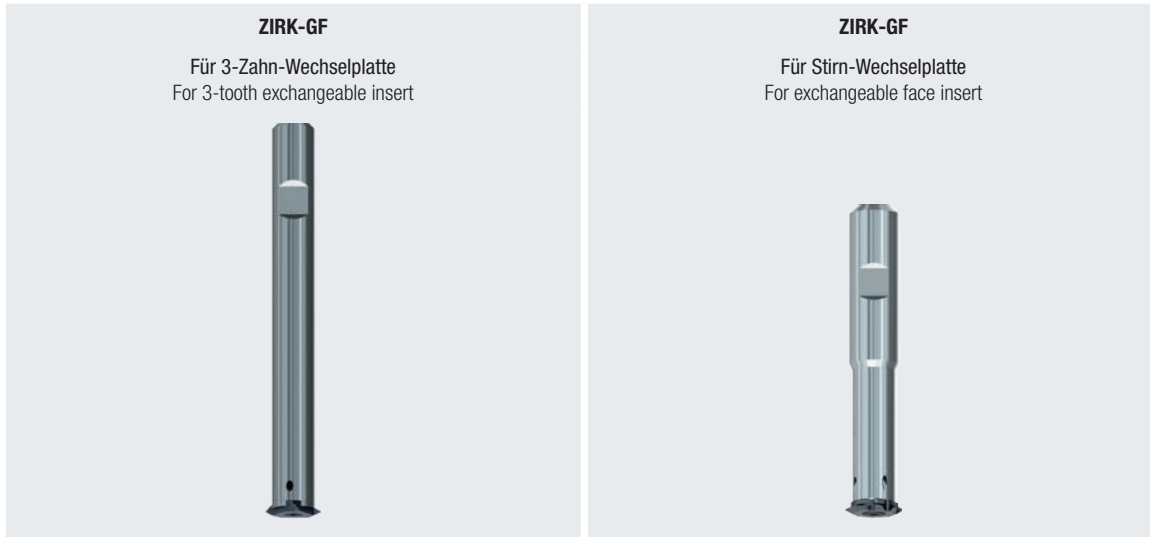 ZIRK-GF
Für 3-Zahn-Wechselplatte
For 3-tooth exchangeable insert
ZIRK-GF
Für Stirn-Wechselplatte
For exchangeable face insert